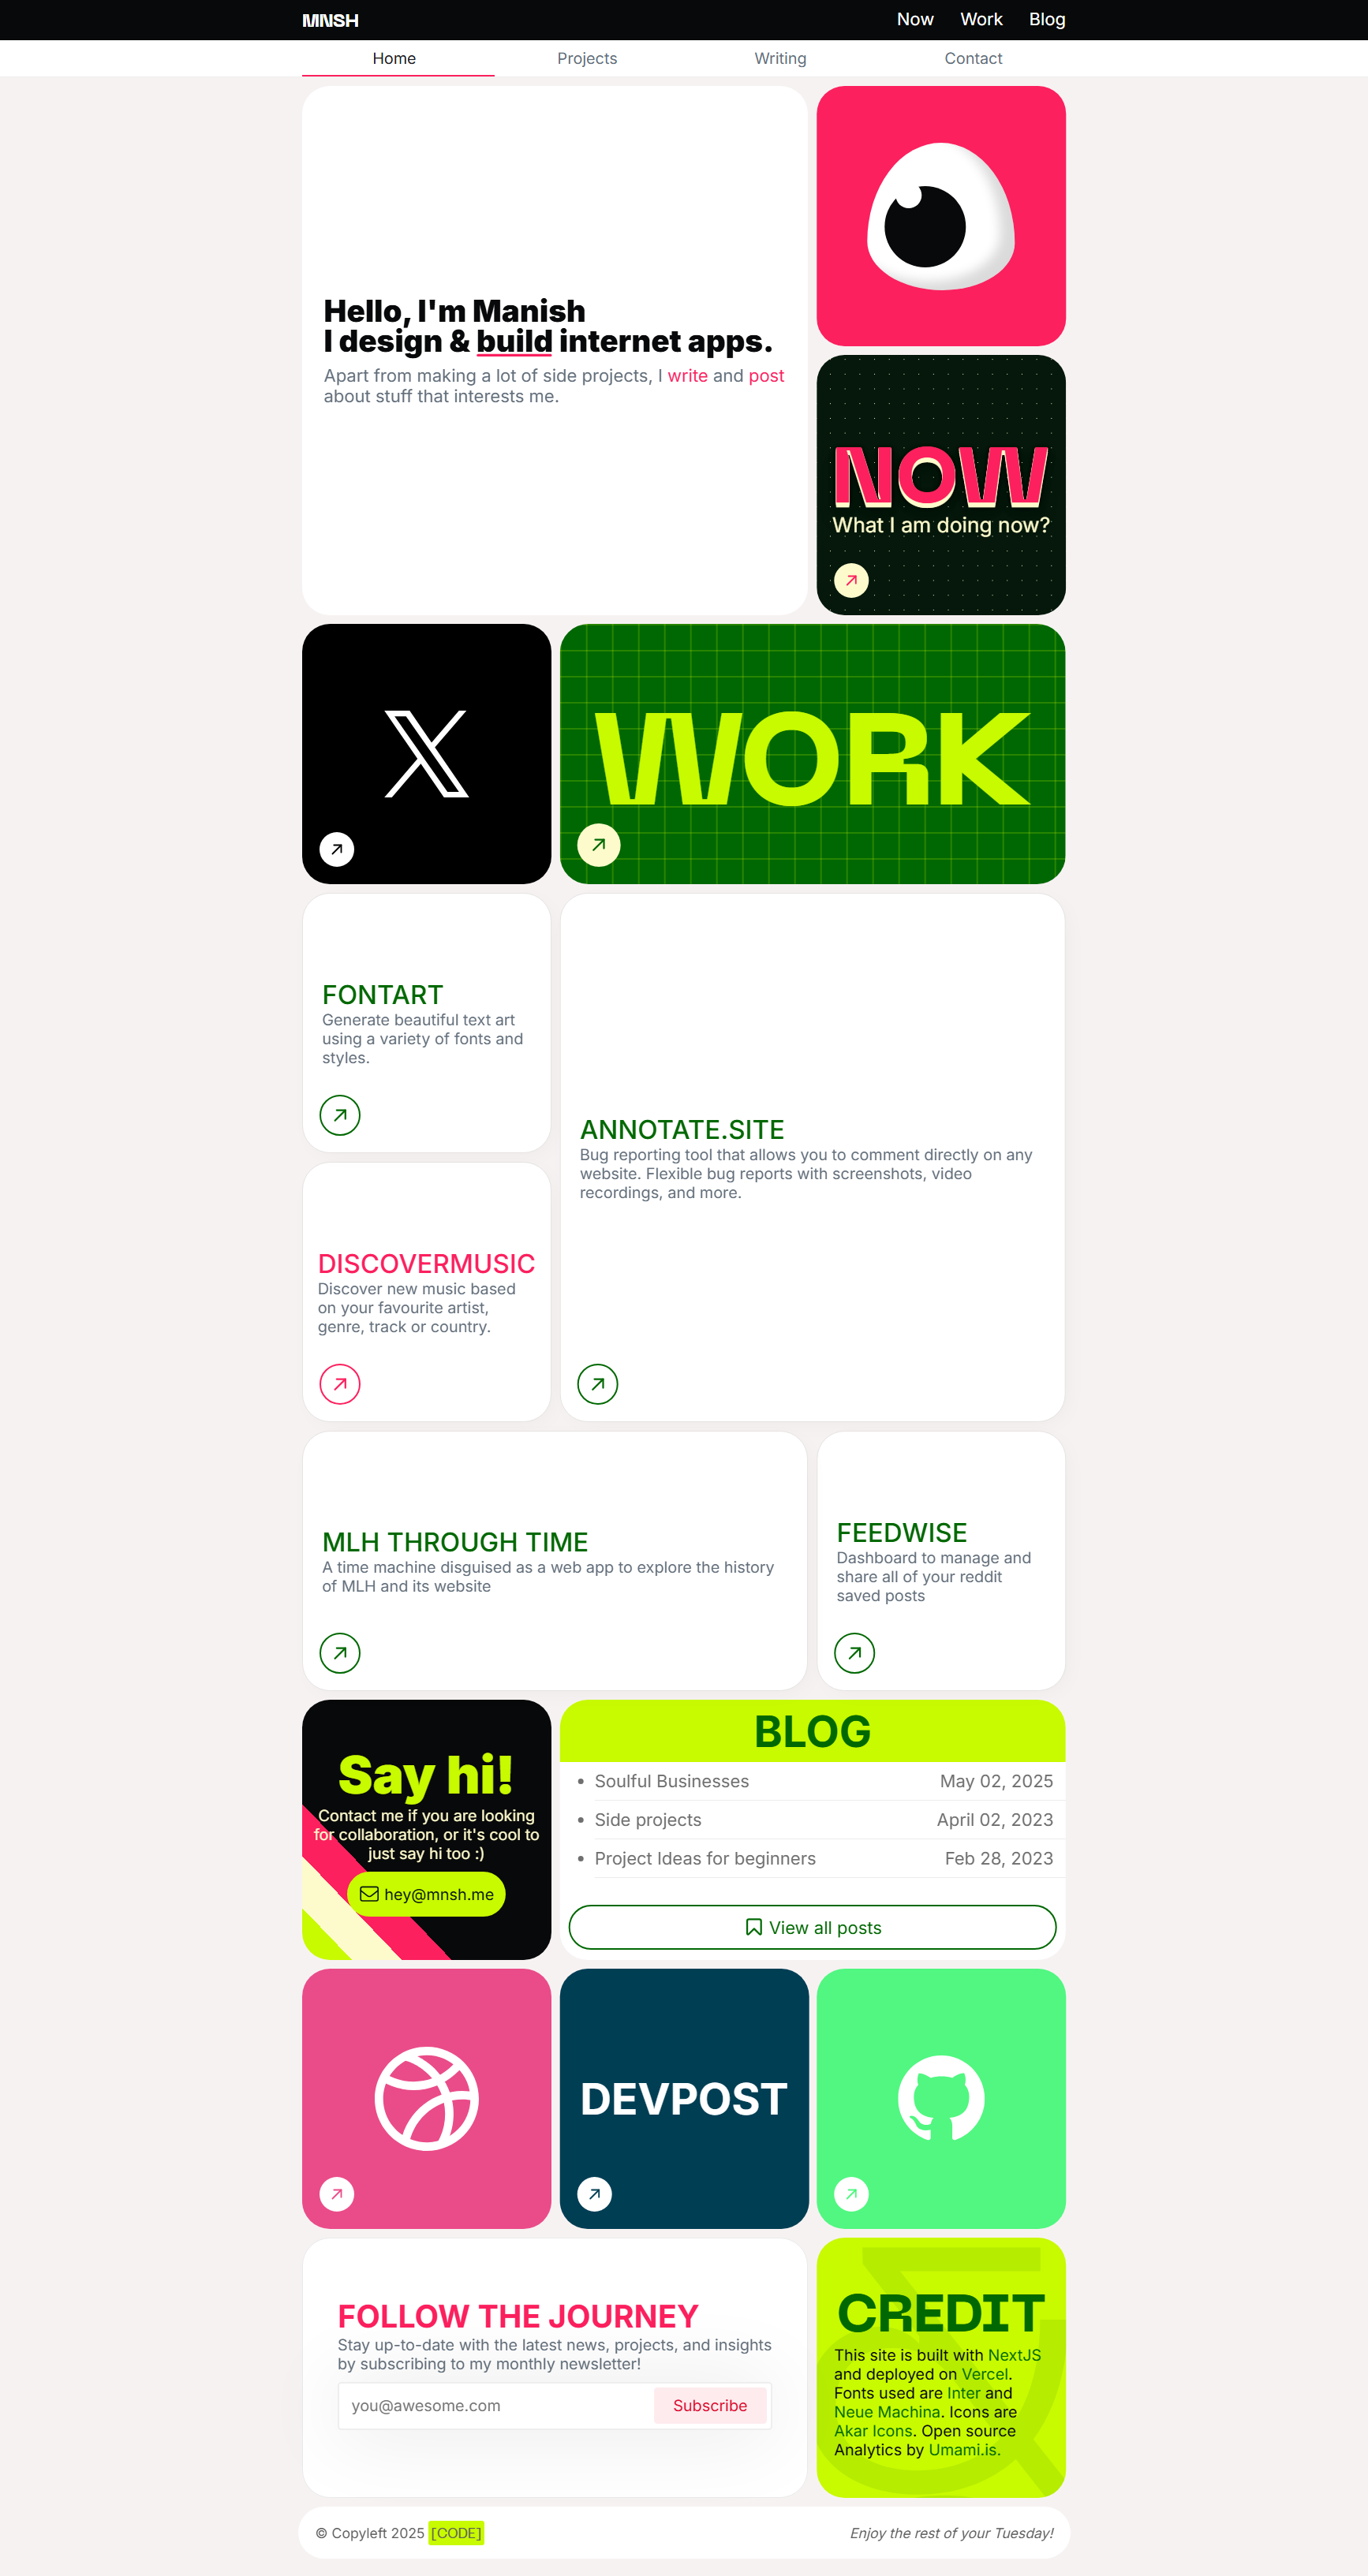 MNSH
Now Work Blog
Home Projects Writing Contact
Hello, I'm Manish
I design & build internet apps.
Apart from making a lot of side projects, I write and post
about stuff that interests me.
NOW
What I am doing now?
WORK
FONTART
Generate beautiful text art
using a variety of fonts and
styles.
ANNOTATE.SITE
Bug reporting tool that allows you to comment directly on any
website. Flexible bug reports with screenshots, video
recordings, and more.
DISCOVERMUSIC
Discover new music based
on your favourite artist,
genre, track or country.
MLH THROUGH TIME
A time machine disguised as a web app to explore the history
of MLH and its website
FEEDWISE
Dashboard to manage and
share all of your reddit
saved posts
Say hi!
Contact me if you are looking
for collaboration, or it's cool to
just say hi too :)
hey@mnsh.me
BLOG
• Soulful Businesses May 02, 2025
• Side projects April 02, 2023
• Project Ideas for beginners Feb 28, 2023
View all posts
DEVPOST
FOLLOW THE JOURNEY
Stay up-to-date with the latest news, projects, and insights
by subscribing to my monthly newsletter!
you@awesome.com Subscribe
CREDIT
This site is built with NextJS
and deployed on Vercel.
Fonts used are Inter and
Neue Machina. Icons are
Akar Icons. Open source
Analytics by Umami.is.
© Copyleft 2025 [CODE] Enjoy the rest of your Tuesday!